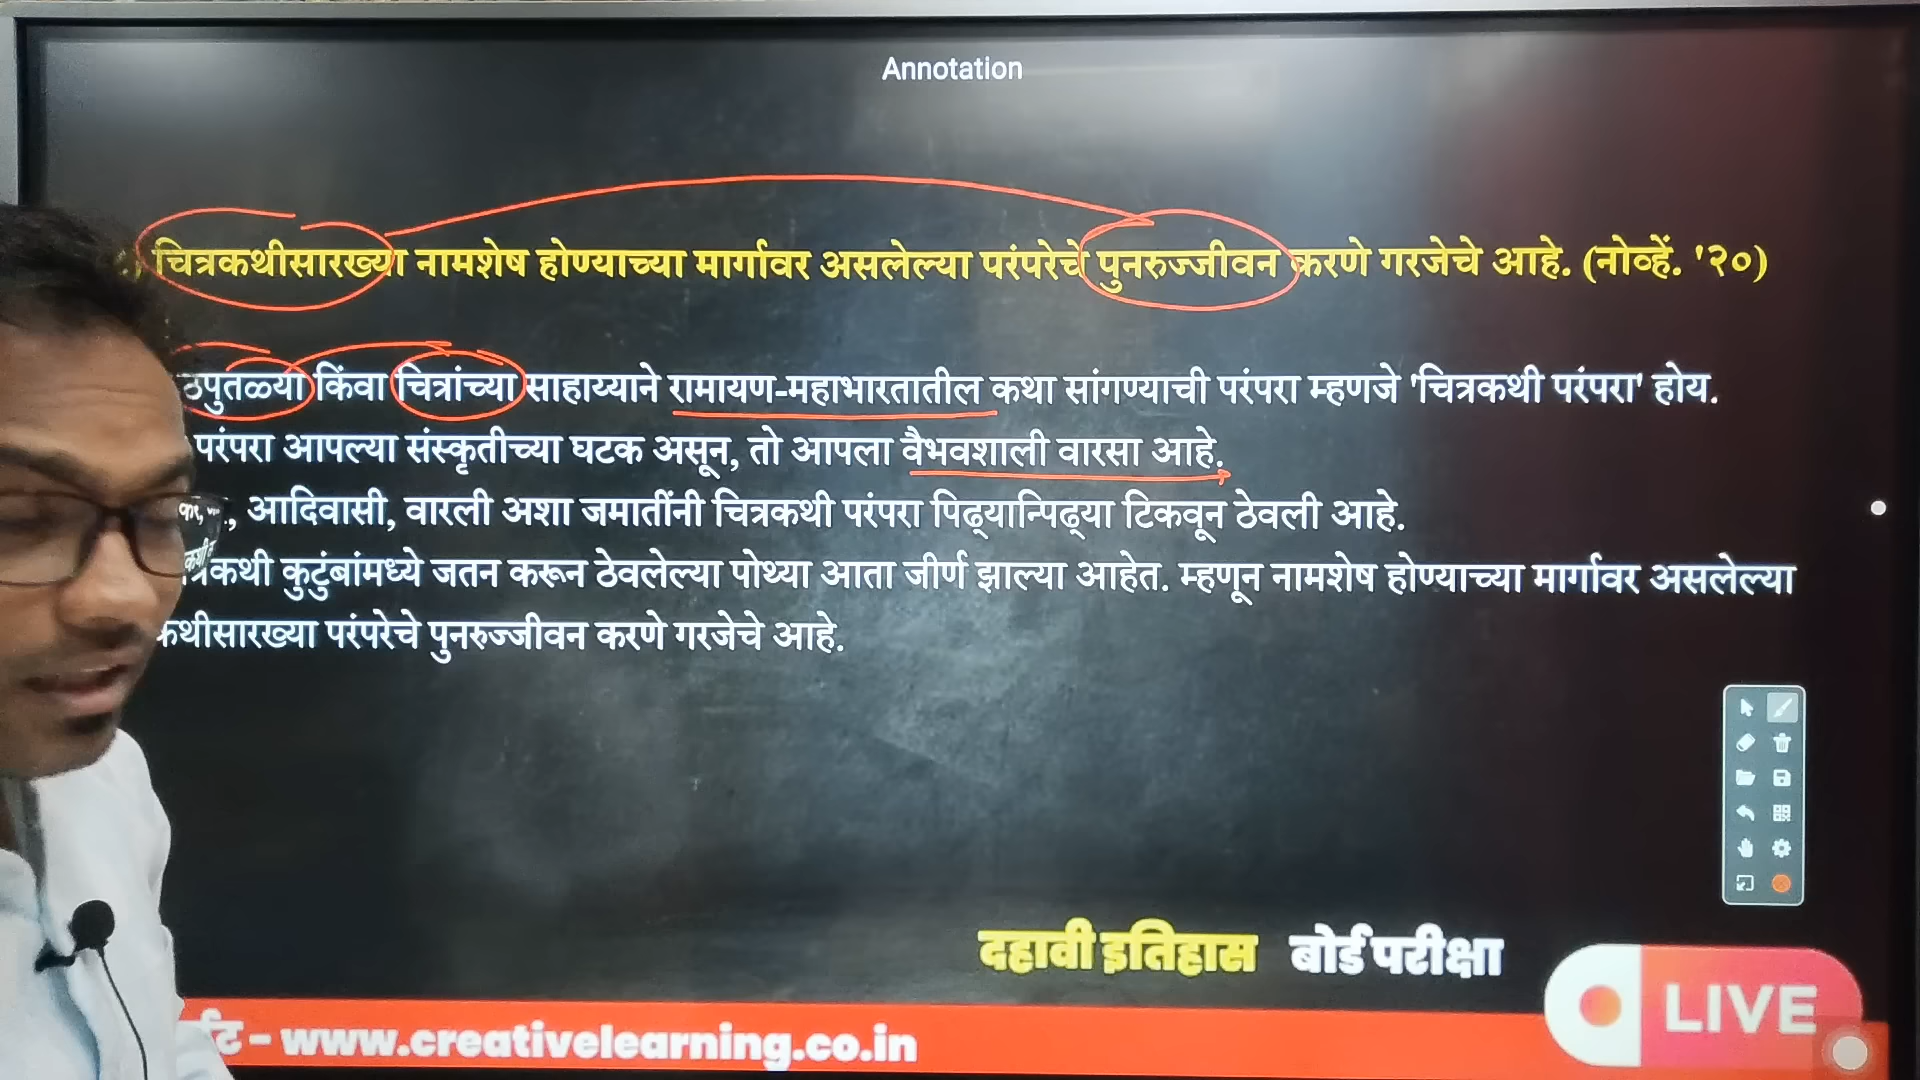 Annotation
चित्रकथीसारख्या नामशेष होण्याच्या मार्गावर असलेल्या परंपरेचे पुनरुज्जीवन करणे गरजेचे आहे. (नोव्हें. '२०)
ठपुतळ्या किंवा चित्रांच्या साहाय्याने रामायण-महाभारतातील कथा सांगण्याची परंपरा म्हणजे 'चित्रकथी परंपरा' होय.
परंपरा आपल्या संस्कृतीच्या घटक असून, तो आपला वैभवशाली वारसा आहे.
आदिवासी, वारली अशा जमातींनी चित्रकथी परंपरा पिढ्यान्पिढ्या टिकवून ठेवली आहे.
त्रकथी कुटुंबांमध्ये जतन करून ठेवलेल्या पोथ्या आता जीर्ण झाल्या आहेत. म्हणून नामशेष होण्याच्या मार्गावर असलेल्या
कथीसारख्या परंपरेचे पुनरुज्जीवन करणे गरजेचे आहे.
दहावी इतिहास बोर्ड परीक्षा
LIVE
- www.creativelearning.co.in